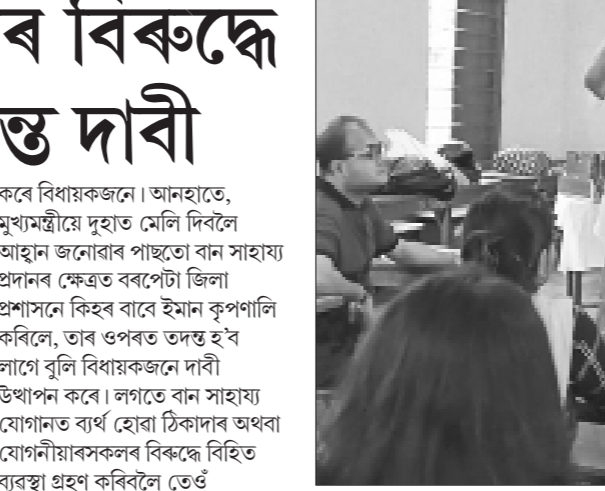 ৰ বিৰুদ্ধে
ন্ত দাবী
কৰে বিধায়কজনে। আনহাতে,
মুখ্যমন্ত্ৰীয়ে দুহাত মেলি দিবলৈ
আহ্বান জনোৱাৰ পাছতো বান সাহায্য
প্ৰদানৰ ক্ষেত্ৰত বৰপেটা জিলা
প্ৰশাসনে কিহৰ বাবে ইমান কৃপণালি
কৰিলে, তাৰ ওপৰত তদন্ত হ’ব
লাগে বুলি বিধায়কজনে দাবী
উত্থাপন কৰে। লগতে বান সাহায্য
যোগানত ব্যৰ্থ হোৱা ঠিকাদাৰ অথবা
যোগনীয়াৰসকলৰ বিৰুদ্ধে বিহিত
ব্যৱস্থা গ্ৰহণ কৰিবলৈ তেওঁ